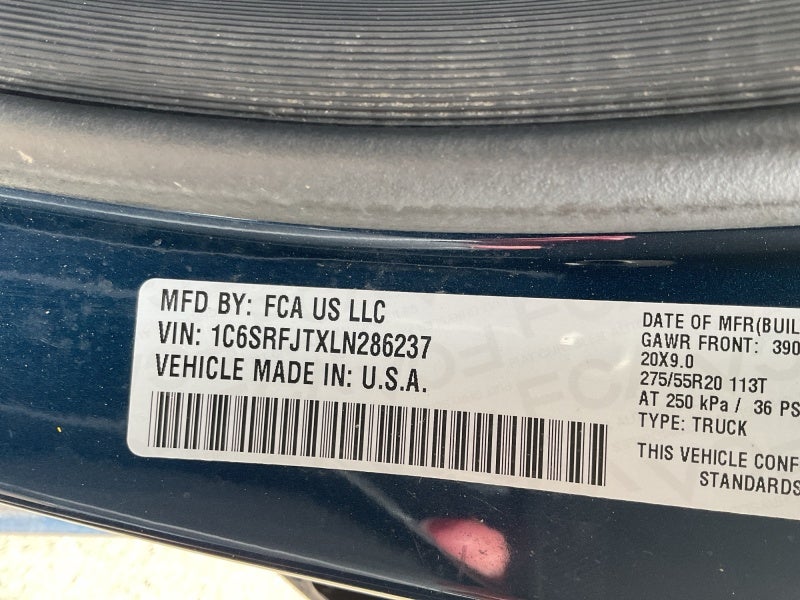 MFD BY: FCA US LLC
VIN: 1C6SRFJTXLN286237
VEHICLE MADE IN: U.S.A.
DATE OF MFR(BUIL
GAWR FRONT: 390
20X9.0
275/55R20 113T
AT 250 kPa / 36 PS
TYPE: TRUCK
THIS VEHICLE CONF
STANDARDS